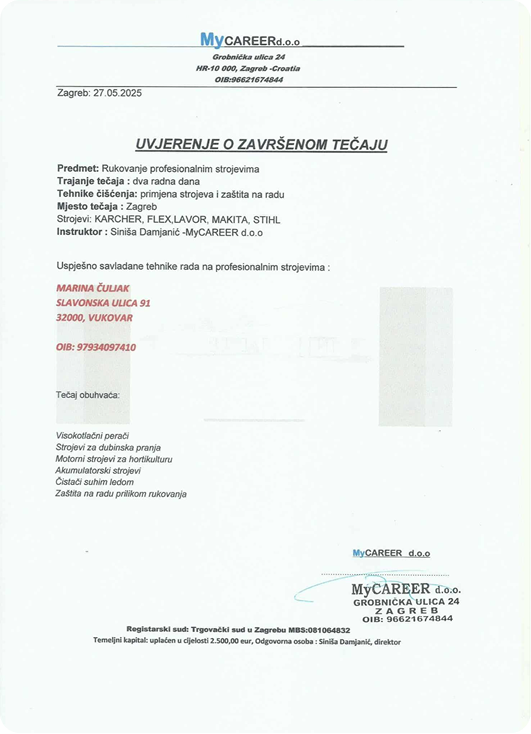 MyCAREERd.o.o
Grobnička ulica 24
HR-10 000, Zagreb -Croatia
OIB:96621674844
Zagreb: 27.05.2025
UVJERENJE O ZAVRŠENOM TEČAJU
Predmet: Rukovanje profesionalnim strojevima
Trajanje tečaja : dva radna dana
Tehnike čišćenja: primjena strojeva i zaštita na radu
Mjesto tečaja : Zagreb
Strojevi: KARCHER, FLEX,LAVOR, MAKITA, STIHL
Instruktor : Siniša Damjanić -MyCAREER d.o.o
Uspješno savladane tehnike rada na profesionalnim strojevima :
MARINA ČULJAK
SLAVONSKA ULICA 91
32000, VUKOVAR
OIB: 97934097410
Tečaj obuhvaća:
Visokotlačni perači
Strojevi za dubinska pranja
Motorni strojevi za hortikulturu
Akumulatorski strojevi
Čistači suhim ledom
Zaštita na radu prilikom rukovanja
MyCAREER d.o.o
MyCAREER d.o.o.
GROBNIČKA ULICA 24
ZAGREB
OIB: 96621674844
Registarski sud: Trgovački sud u Zagrebu MBS:081064832
Temeljni kapital: uplaćen u cijelosti 2.500,00 eur, Odgovorna osoba : Siniša Damjanić, direktor